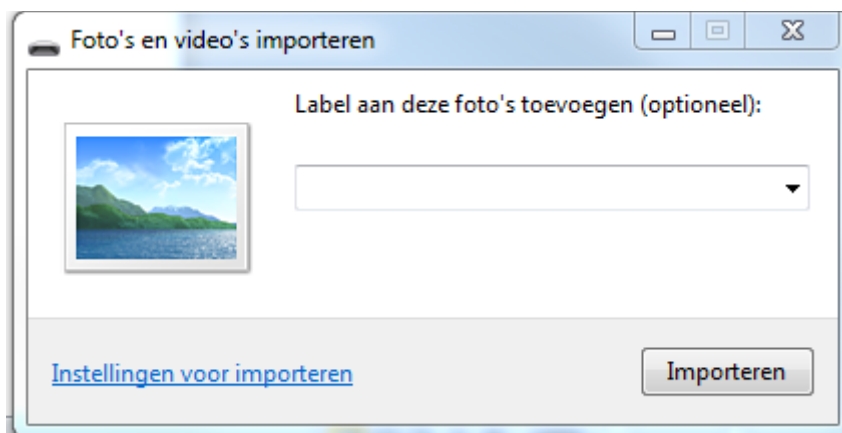 Foto's en video's importeren
Label aan deze foto's toevoegen (optioneel):
Instellingen voor importeren
Importeren